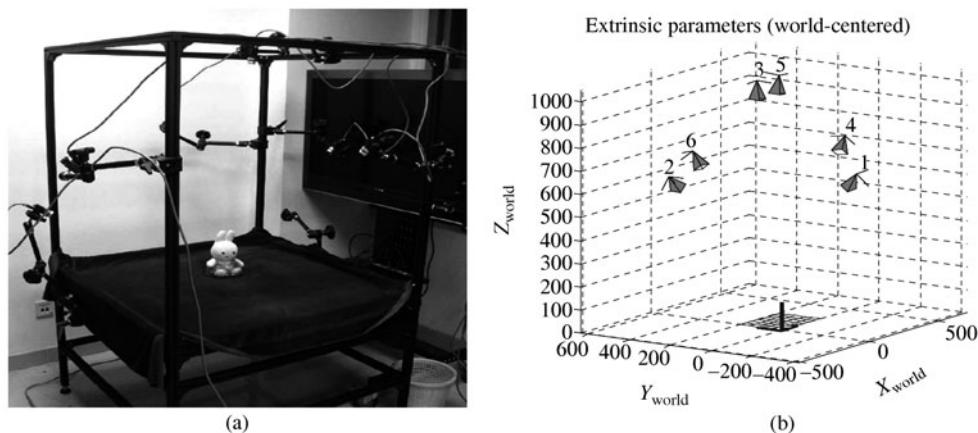 Extrinsic parameters (world-centered)
3 5
4
6
2
1
1000
900
800
700
600
500
400
300
200
100
0
Z_world
600 400 200 0 −200 −400
Y_world
−500 0 500
X_world
(a)
(b)